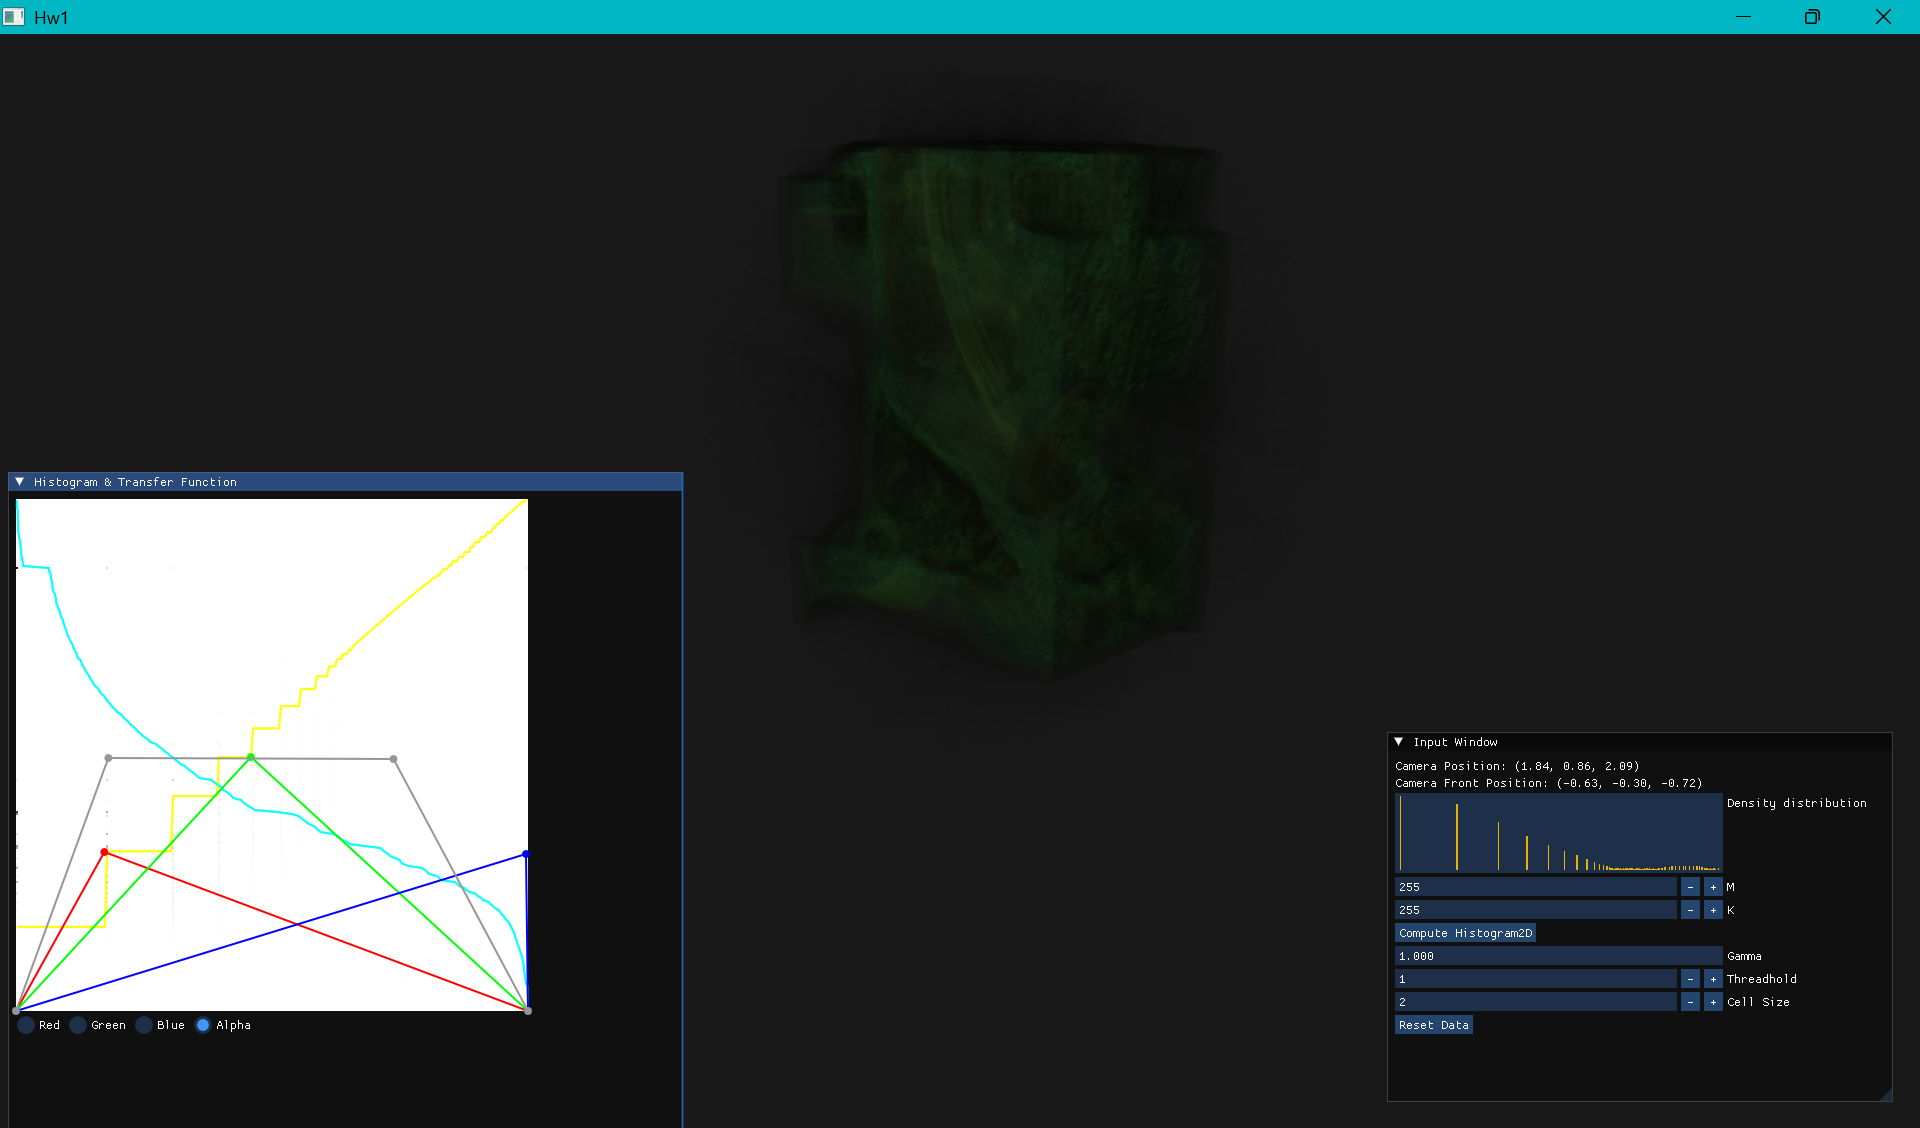 Hw1
Histogram & Transfer Function
Red Green Blue Alpha
Input Window
Camera Position: (1.84, 0.86, 2.09)
Camera Front Position: (-0.63, -0.30, -0.72)
Density distribution
255 - + M
255 - + K
Compute Histogram2D
1.000 Gamma
1 - + Threadhold
2 - + Cell Size
Reset Data